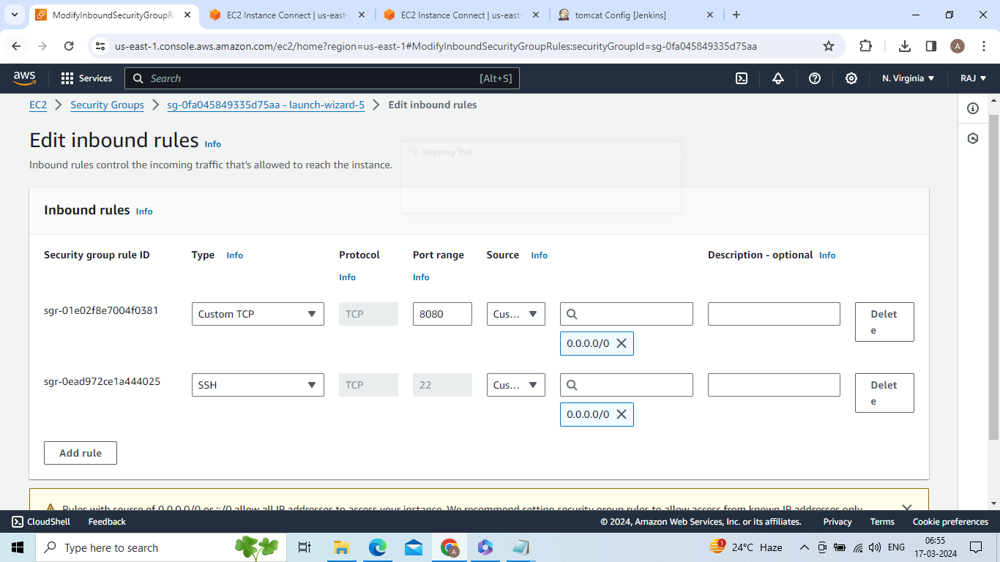 ModifyInboundSecurityGroupRu
EC2 Instance Connect | us-east-
EC2 Instance Connect | us-east-
tomcat Config [Jenkins]
us-east-1.console.aws.amazon.com/ec2/home?region=us-east-1#ModifyInboundSecurityGroupRules:securityGroupId=sg-0fa045849335d75aa
A
aws
Services
Search
[Alt+S]
N. Virginia
RAJ
EC2
Security Groups
sg-0fa045849335d75aa - launch-wizard-5
Edit inbound rules
Edit inbound rules Info
Snipping Tool
Inbound rules control the incoming traffic that's allowed to reach the instance.
Inbound rules Info
Security group rule ID
Type Info
Protocol
Info
Port range
Info
Source Info
Description - optional Info
sgr-01e02f8e7004f0381
Custom TCP
TCP
8080
Cus...
0.0.0.0/0
Delet
e
sgr-0ead972ce1a444025
SSH
TCP
22
Cus...
0.0.0.0/0
Delet
e
Add rule
Rules with source of 0.0.0.0/0 or ::/0 allow all IP addresses to access your instance. We recommend setting security group rules to allow access from known IP addresses only.
CloudShell
Feedback
© 2024, Amazon Web Services, Inc. or its affiliates.
Privacy
Terms
Cookie preferences
Type here to search
A
1
24°C Haze
ENG
06:55
17-03-2024